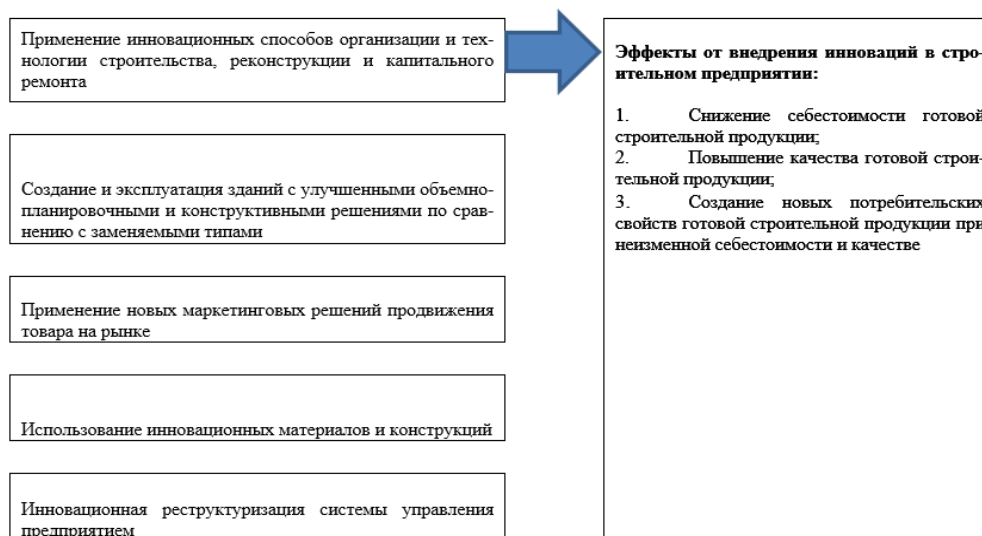 Применение инновационных способов организации и тех-
нологии строительства, реконструкции и капитального
ремонта
Создание и эксплуатация зданий с улучшенными объемно-
планировочными и конструктивными решениями по срав-
нению с заменяемыми типами
Применение новых маркетинговых решений продвижения
товара на рынке
Использование инновационных материалов и конструкций
Инновационная реструктуризация системы управления
предприятием
Эффекты от внедрения инноваций в стро-
ительном предприятии:
1. Снижение себестоимости готовой
строительной продукции;
2. Повышение качества готовой строи-
тельной продукции;
3. Создание новых потребительских
свойств готовой строительной продукции при
неизменной себестоимости и качестве